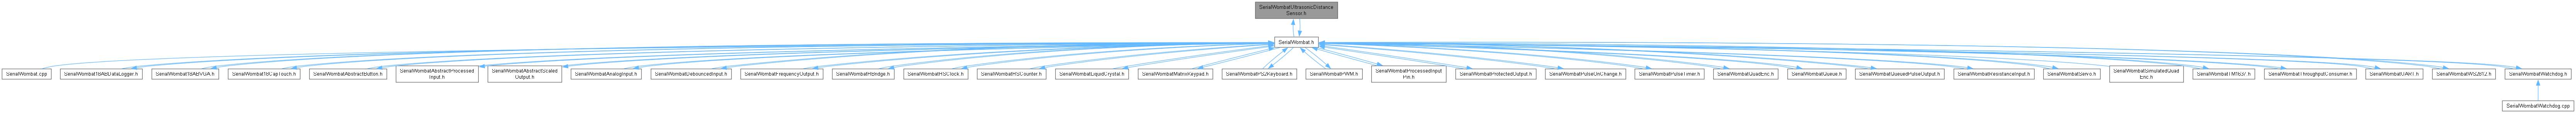 SerialWombatUltrasonicDistance
Sensor.h
SerialWombat.h
SerialWombat.cpp
SerialWombat18ABDataLogger.h
SerialWombat18ABVGA.h
SerialWombat18CapTouch.h
SerialWombatAbstractButton.h
SerialWombatAbstractProcessed
Input.h
SerialWombatAbstractScaled
Output.h
SerialWombatAnalogInput.h
SerialWombatDebouncedInput.h
SerialWombatFrequencyOutput.h
SerialWombatHBridge.h
SerialWombatHSClock.h
SerialWombatHSCounter.h
SerialWombatLiquidCrystal.h
SerialWombatMatrixKeypad.h
SerialWombatPS2Keyboard.h
SerialWombatPWM.h
SerialWombatProcessedInput
Pin.h
SerialWombatProtectedOutput.h
SerialWombatPulseOnChange.h
SerialWombatPulseTimer.h
SerialWombatQuadEnc.h
SerialWombatQueue.h
SerialWombatQueuedPulseOutput.h
SerialWombatResistanceInput.h
SerialWombatServo.h
SerialWombatSimulatedQuad
Enc.h
SerialWombatTM1637.h
SerialWombatThroughputConsumer.h
SerialWombatUART.h
SerialWombatWS2812.h
SerialWombatWatchdog.h
SerialWombatWatchdog.cpp